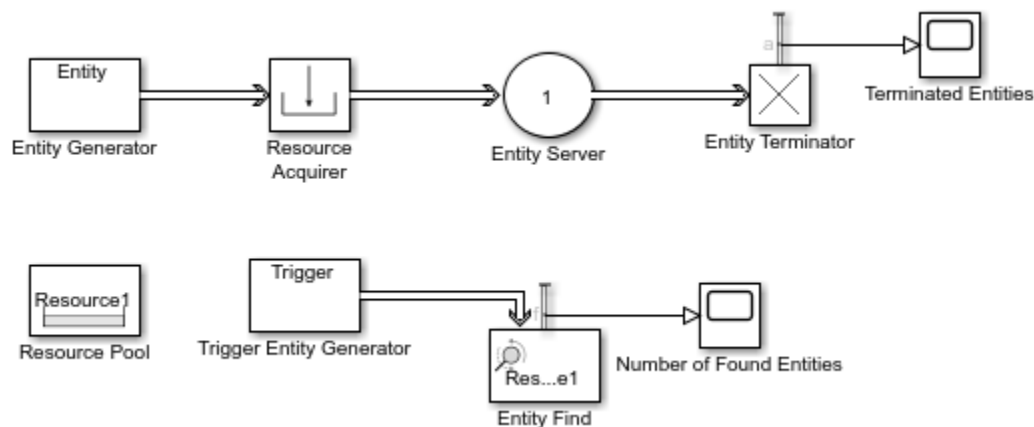 Entity
Entity Generator
Resource
Acquirer
1
Entity Server
a
Entity Terminator
Terminated Entities
Resource1
Resource Pool
Trigger
Trigger Entity Generator
f
Res...e1
Entity Find
Number of Found Entities